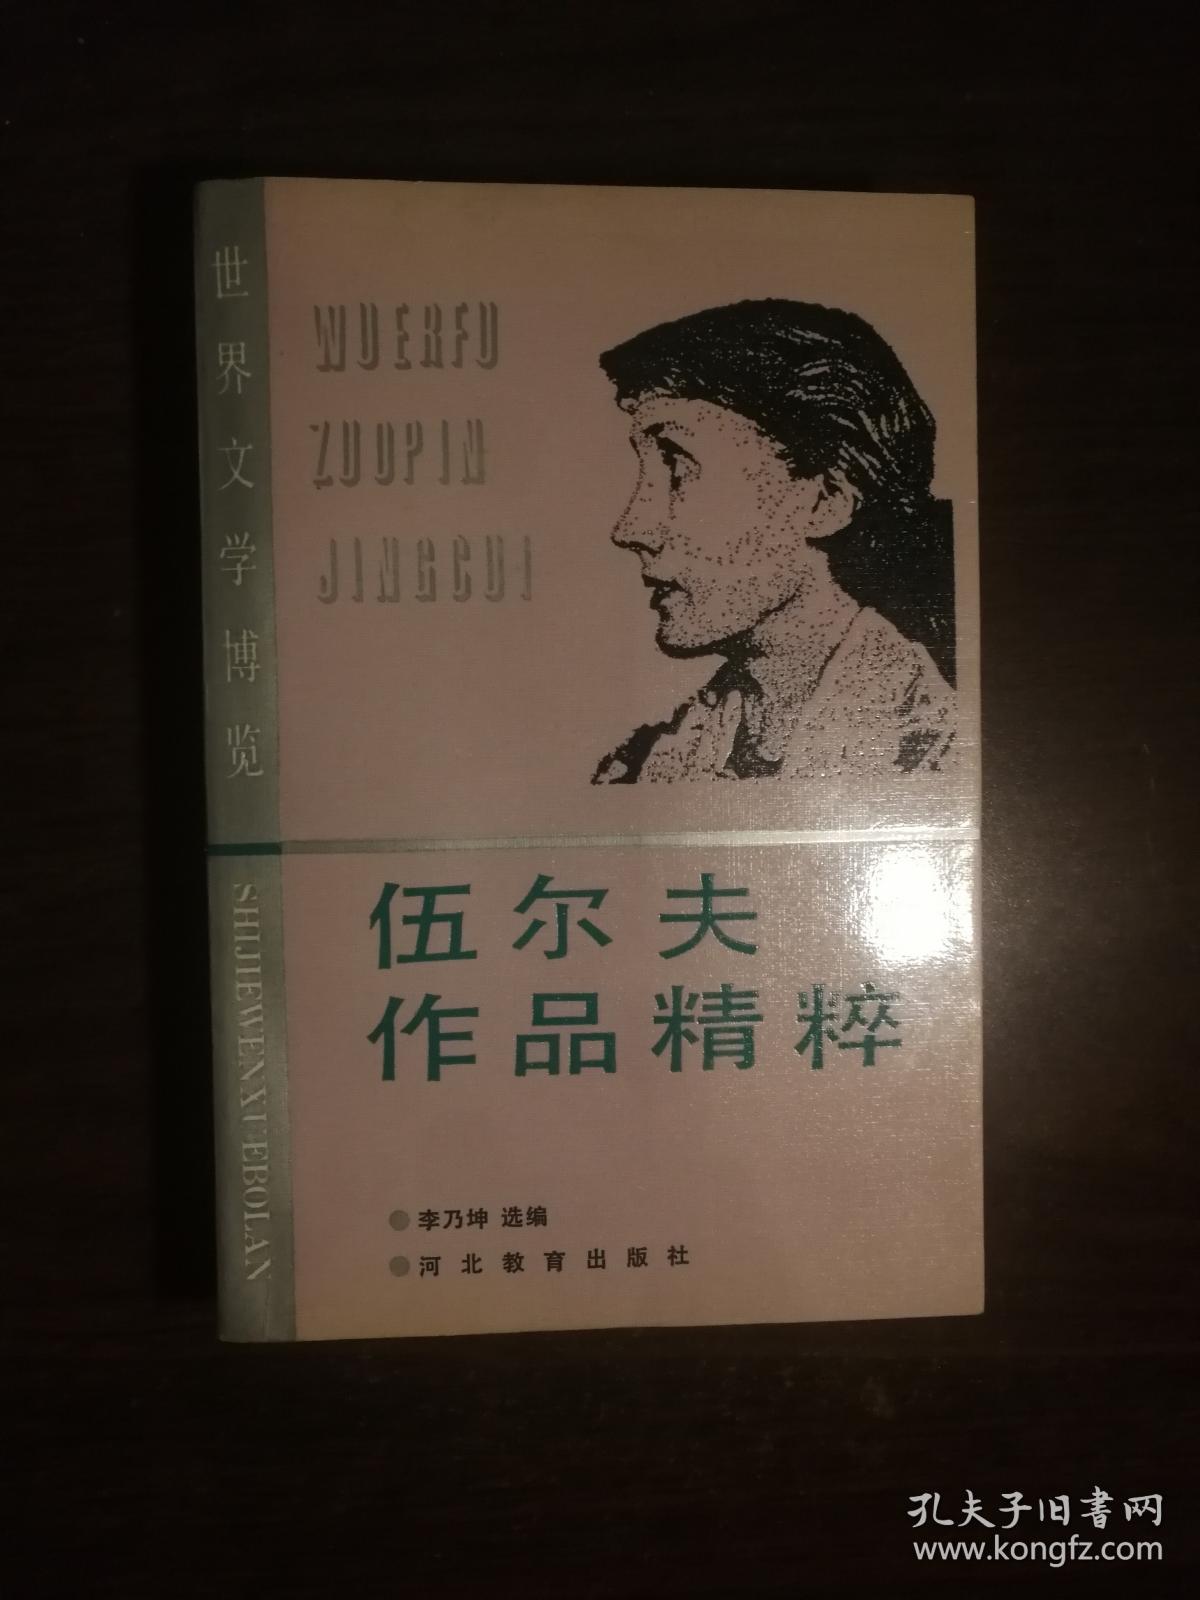 世界文学博览
SHIJIEWENXUEBOLAN
WUERFU
ZUOPIN
JINGCUI
伍尔夫
作品精粹
李乃坤 选编
河北教育出版社
孔夫子旧书网
www.kongfz.com